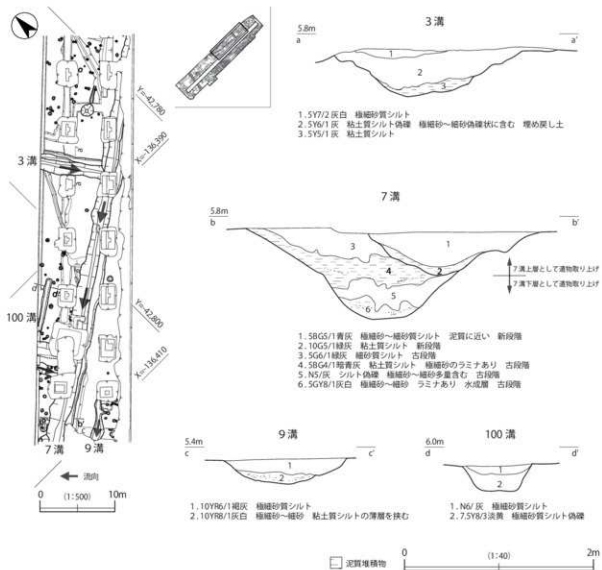 3溝
5.8m
a
a'
1
2
3
1.5Y7/2灰白 極細砂質シルト
2.5Y6/1灰 粘土質シルト偽礫 極細砂~細砂偽礫状に含む 埋め戻し土
3.5Y5/1灰 粘土質シルト
Y=-42,780
X=-136,390
3溝
Y=-42,800
X=-136,410
100溝
7溝
9溝
流向
0 (1:500) 10m
7溝
5.8m
b
b'
1
2
3
4
5
6
7溝上層として遺物取り上げ
7溝下層として遺物取り上げ
1.5BG5/1青灰 極細砂~細砂質シルト 泥質に近い 新段階
2.10G5/1緑灰 粘土質シルト 新段階
3.5G6/1緑灰 細砂質シルト 古段階
4.5BG4/1暗青灰 粘土質シルト 極細砂のラミナあり 古段階
5.N5/灰 シルト偽礫 極細砂~細砂多量含む 古段階
6.5GY8/1灰白 極細砂~細砂 ラミナあり 水成層 古段階
9溝
5.4m
c
c'
1
2
1.10YR6/1褐灰 極細砂質シルト
2.10YR8/1灰白 極細砂~細砂 粘土質シルトの薄層を挟む
100溝
6.0m
d
d'
1
2
1.N6/灰 極細砂質シルト
2.7.5Y8/3淡黄 極細砂質シルト偽礫
泥質堆積物
0 (1:40) 2m